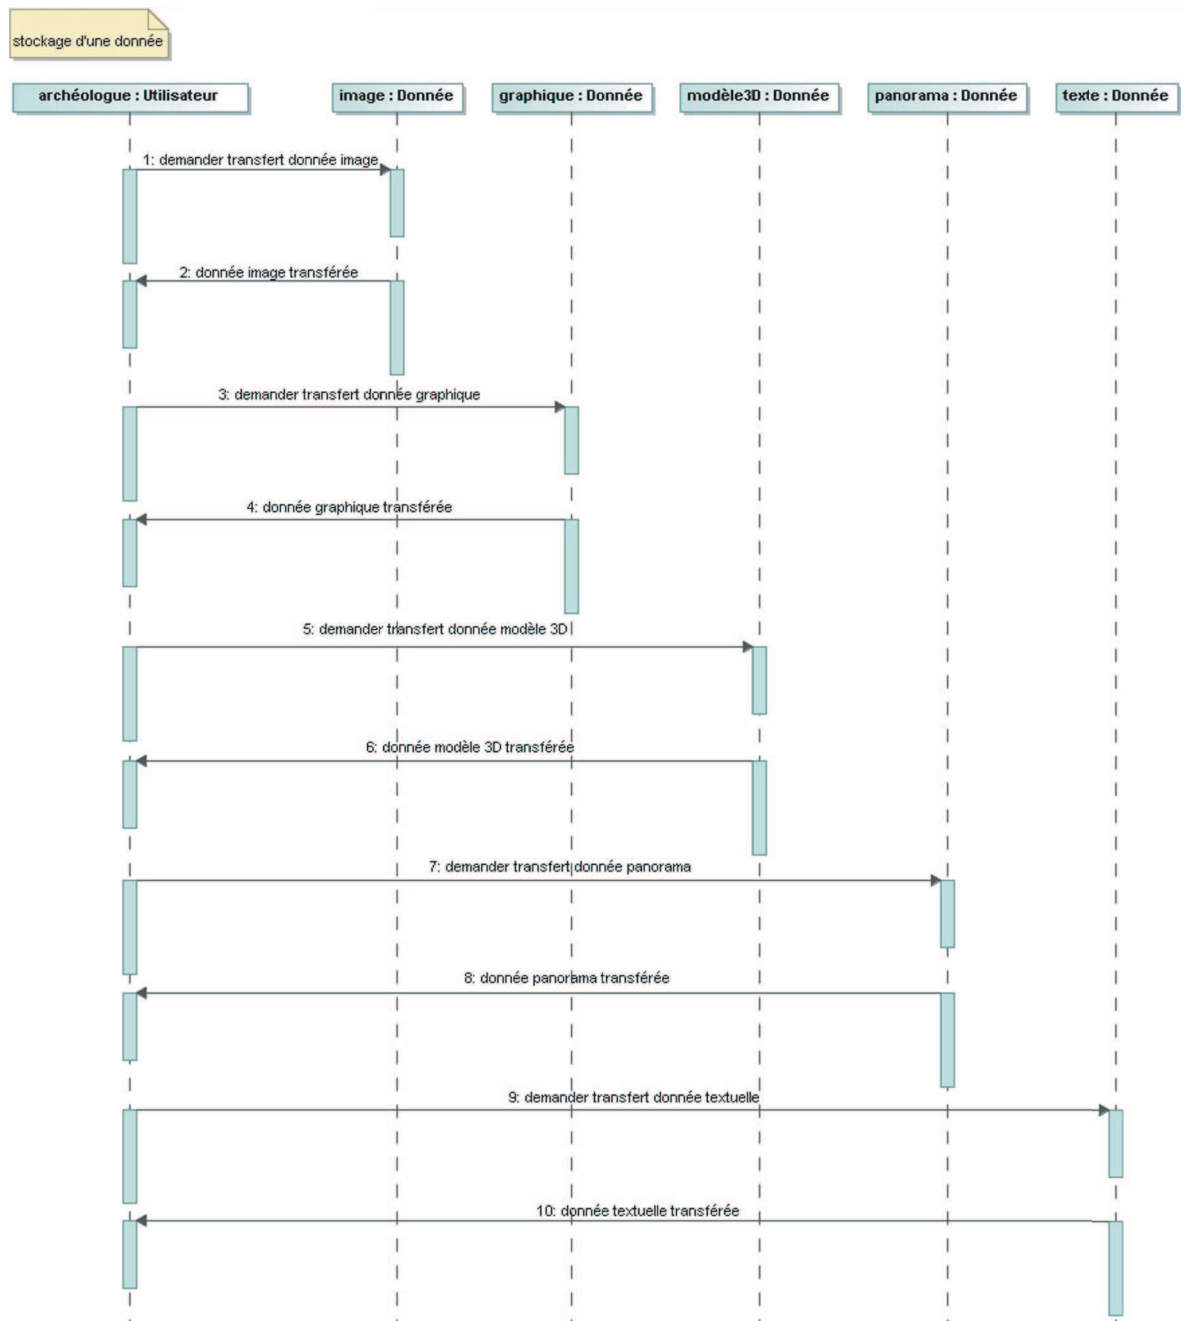 stockage d'une donnée
archéologue : Utilisateur
image : Donnée
graphique : Donnée
modèle3D : Donnée
panorama : Donnée
texte : Donnée
1: demander transfert donnée image
2: donnée image transférée
3: demander transfert donnée graphique
4: donnée graphique transférée
5: demander transfert donnée modèle 3D
6: donnée modèle 3D transférée
7: demander transfert donnée panorama
8: donnée panorama transférée
9: demander transfert donnée textuelle
10: donnée textuelle transférée